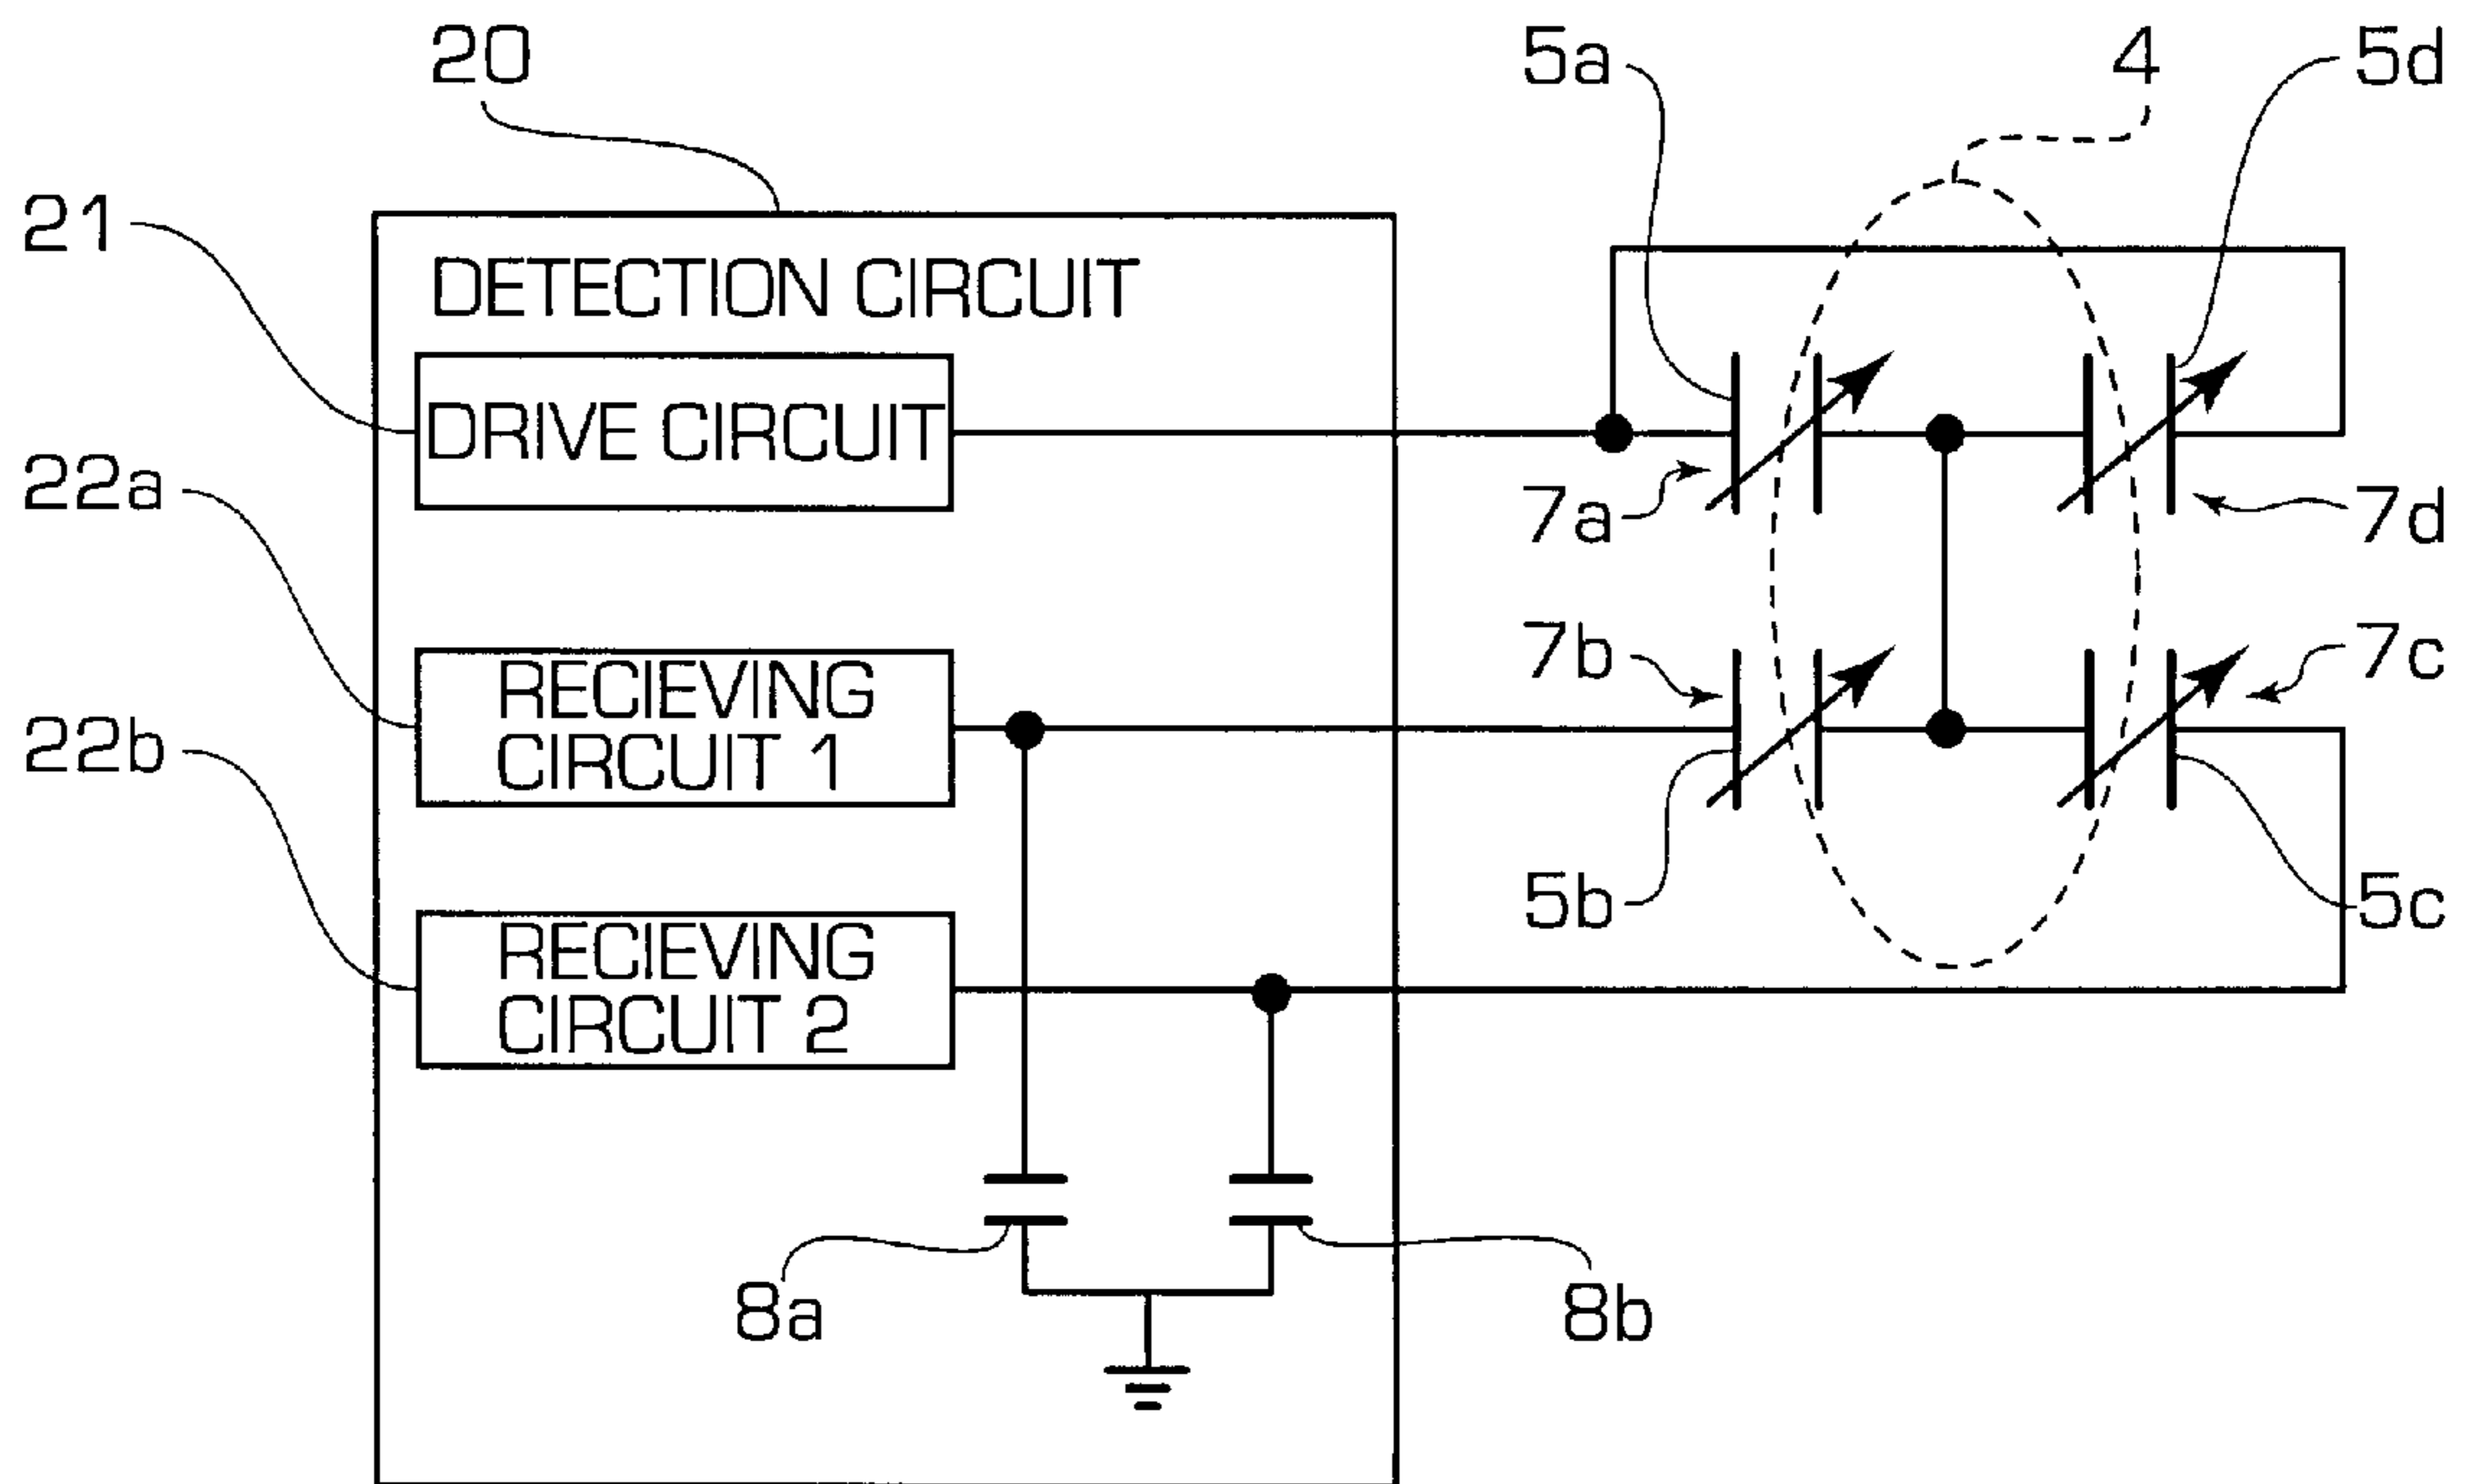 20
5a
4
5d
21
DETECTION CIRCUIT
DRIVE CIRCUIT
22a
7a
7d
RECIEVING
CIRCUIT 1
7b
7c
22b
5b
5c
RECIEVING
CIRCUIT 2
8a
8b